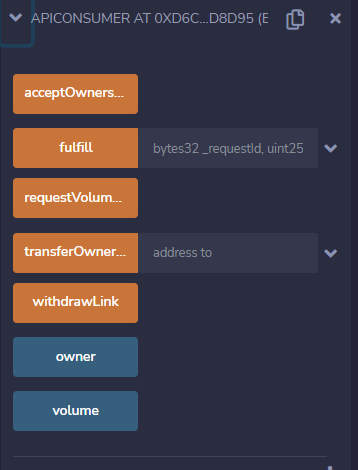 APICONSUMER AT 0XD6C...D8D95 (E
acceptOwners...
fulfill bytes32 _requestId, uint25
requestVolum...
transferOwner... address to
withdrawLink
owner
volume